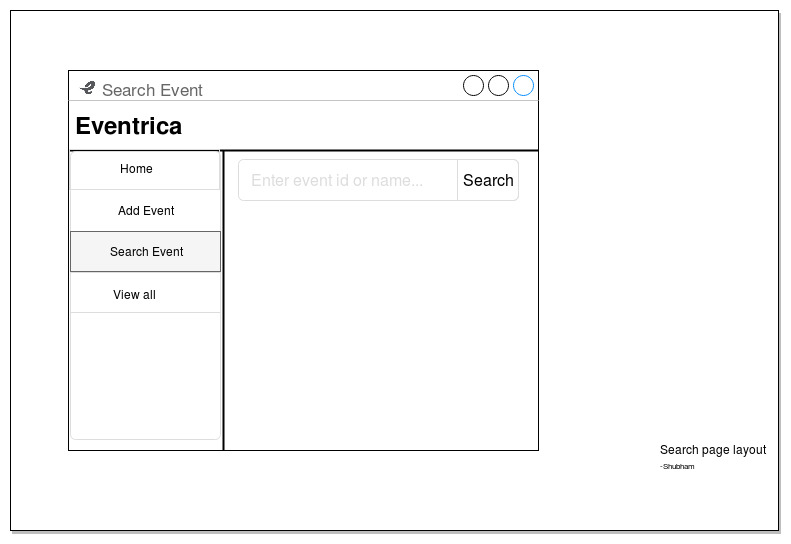 Search Event
Eventrica
Home
Add Event
Search Event
View all
Enter event id or name...
Search
Search page layout
-Shubham